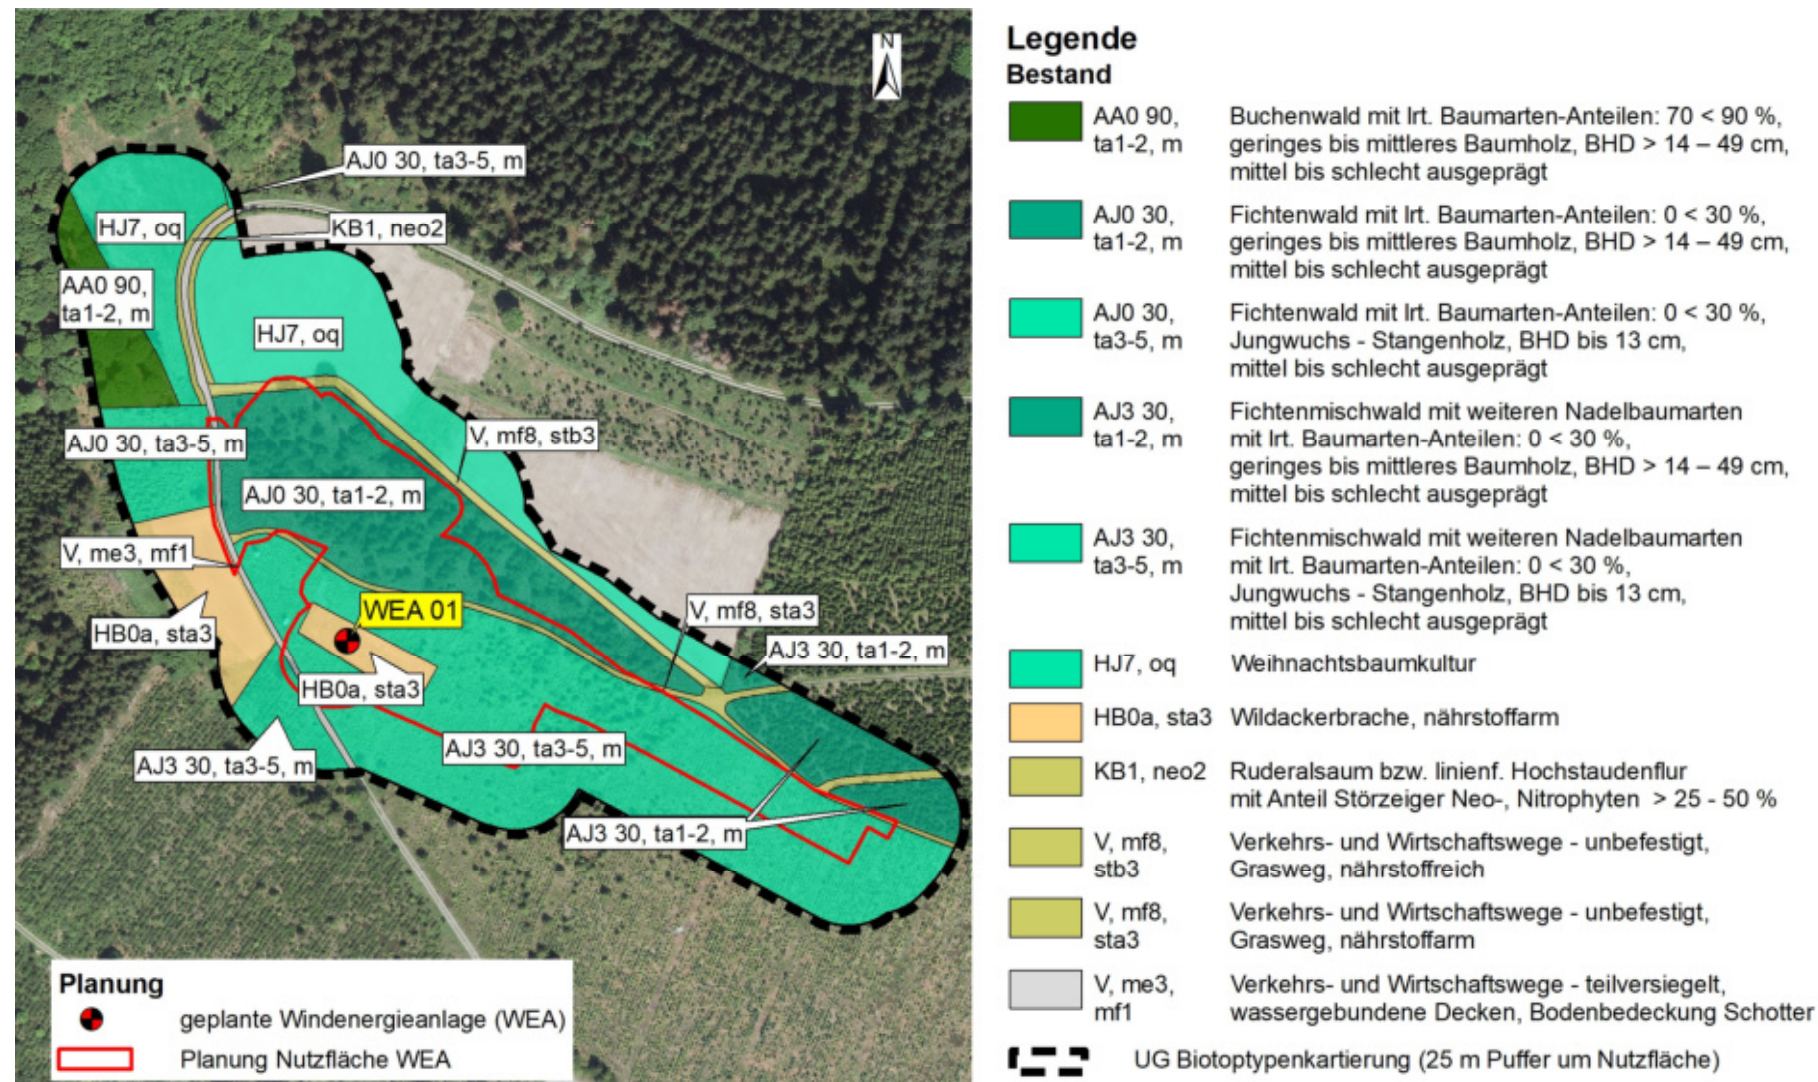 N
AJ0 30, ta3-5, m
HJ7, oq
KB1, neo2
AA0 90,
ta1-2, m
HJ7, oq
V, mf8, stb3
AJ0 30, ta3-5, m
AJ0 30, ta1-2, m
V, me3, mf1
WEA 01
V, mf8, sta3
HB0a, sta3
AJ3 30, ta1-2, m
HB0a, sta3
AJ3 30, ta3-5, m
AJ3 30, ta3-5, m
AJ3 30, ta1-2, m
Planung
geplante Windenergieanlage (WEA)
Planung Nutzfläche WEA
Legende
Bestand
AA0 90, Buchenwald mit lrt. Baumarten-Anteilen: 70 < 90 %,
ta1-2, m geringes bis mittleres Baumholz, BHD > 14 – 49 cm,
mittel bis schlecht ausgeprägt
AJ0 30, Fichtenwald mit lrt. Baumarten-Anteilen: 0 < 30 %,
ta1-2, m geringes bis mittleres Baumholz, BHD > 14 – 49 cm,
mittel bis schlecht ausgeprägt
AJ0 30, Fichtenwald mit lrt. Baumarten-Anteilen: 0 < 30 %,
ta3-5, m Jungwuchs - Stangenholz, BHD bis 13 cm,
mittel bis schlecht ausgeprägt
AJ3 30, Fichtenmischwald mit weiteren Nadelbaumarten
ta1-2, m mit lrt. Baumarten-Anteilen: 0 < 30 %,
geringes bis mittleres Baumholz, BHD > 14 – 49 cm,
mittel bis schlecht ausgeprägt
AJ3 30, Fichtenmischwald mit weiteren Nadelbaumarten
ta3-5, m mit lrt. Baumarten-Anteilen: 0 < 30 %,
Jungwuchs - Stangenholz, BHD bis 13 cm,
mittel bis schlecht ausgeprägt
HJ7, oq Weihnachtsbaumkultur
HB0a, sta3 Wildackerbrache, nährstoffarm
KB1, neo2 Ruderalsaum bzw. linienf. Hochstaudenflur
mit Anteil Störzeiger Neo-, Nitrophyten > 25 - 50 %
V, mf8, Verkehrs- und Wirtschaftswege - unbefestigt,
stb3 Grasweg, nährstoffreich
V, mf8, Verkehrs- und Wirtschaftswege - unbefestigt,
sta3 Grasweg, nährstoffarm
V, me3, Verkehrs- und Wirtschaftswege - teilversiegelt,
mf1 wassergebundene Decken, Bodenbedeckung Schotter
UG Biotoptypenkartierung (25 m Puffer um Nutzfläche)